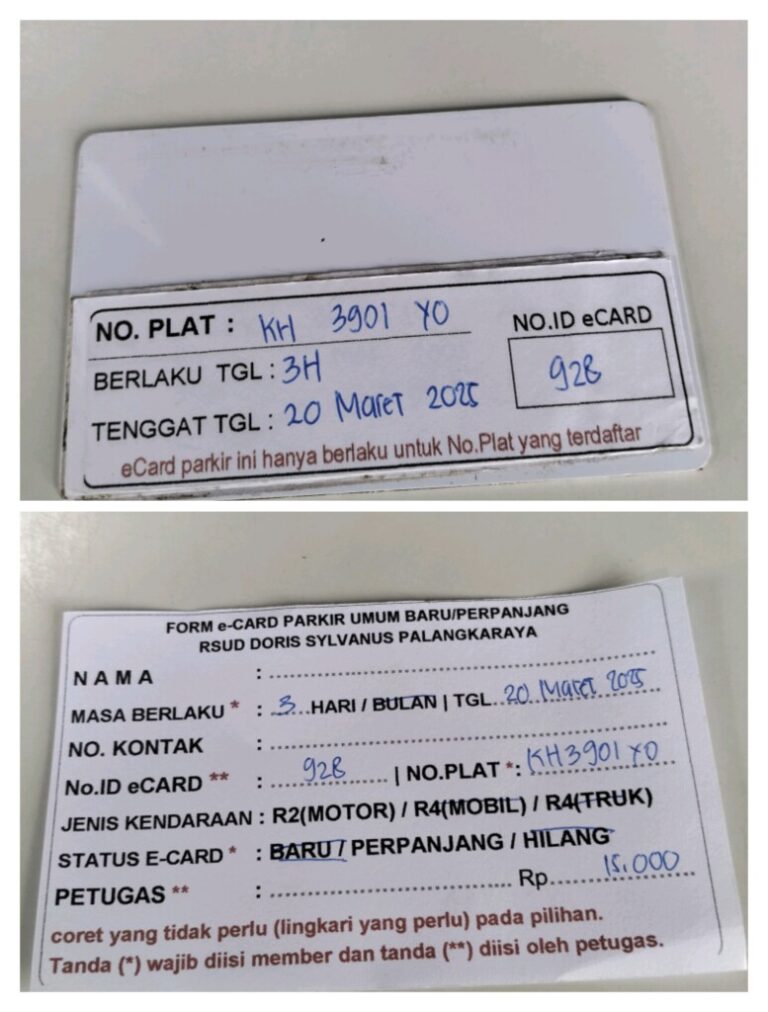 NO. PLAT : KH 3901 YO
NO.ID eCARD
BERLAKU TGL : 3H
928
TENGGAT TGL : 20 Maret 2025
eCard parkir ini hanya berlaku untuk No.Plat yang terdaftar
FORM e-CARD PARKIR UMUM BARU/PERPANJANG
RSUD DORIS SYLVANUS PALANGKARAYA
NAMA : ........................
MASA BERLAKU * : 3 HARI / BULAN | TGL 20 Maret 2025
NO. KONTAK : ........................
No.ID eCARD ** : 928 | NO.PLAT *: KH 3901 YO
JENIS KENDARAAN : R2(MOTOR) / R4(MOBIL) / R4(TRUK)
STATUS E-CARD * : BARU / PERPANJANG / HILANG
PETUGAS ** : ........................ Rp. 15.000
coret yang tidak perlu (lingkari yang perlu) pada pilihan.
Tanda (*) wajib diisi member dan tanda (**) diisi oleh petugas.